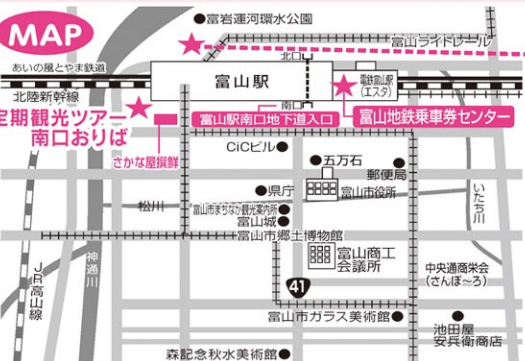 MAP
富岩運河環水公園
北口
富山ライトレール
あいの風とやま鉄道
富山駅
電鉄富山駅
(エスタ)
北陸新幹線
定期観光ツアー
南口おりば
南口
富山駅南口地下道入口
富山地鉄乗車券センター
さかな屋撰鮮
CiCビル
五万石
郵便局
県庁
富山市役所
いたち川
松川
富山市まちなか観光案内所
富山城
富山市郷土博物館
富山商工
会議所
JR高山線
神通川
41
中央通商栄会
(さんぽ~ろ)
富山市ガラス美術館
池田屋
安兵衛商店
森記念秋水美術館